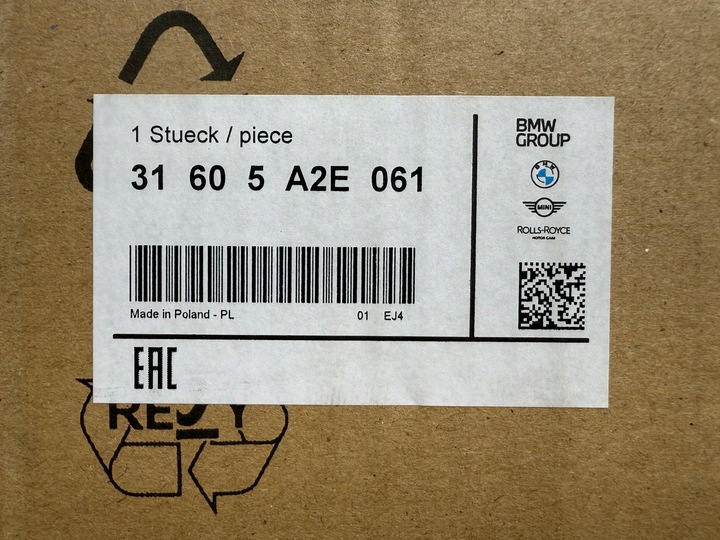 1 Stueck / piece
31 60 5 A2E 061
Made in Poland - PL
01 EJ4
BMW
GROUP
MINI
ROLLS-ROYCE
MOTOR CARS
EAC